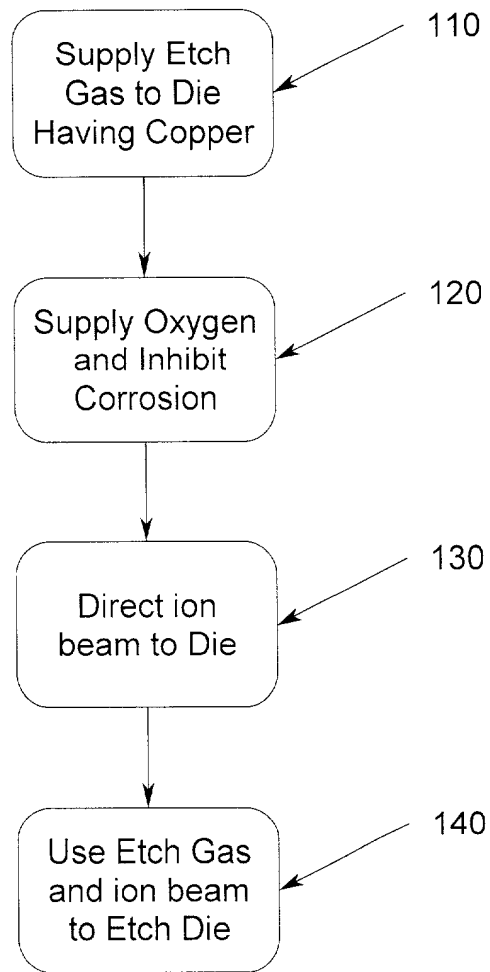 110
Supply Etch
Gas to Die
Having Copper
120
Supply Oxygen
and Inhibit
Corrosion
130
Direct ion
beam to Die
140
Use Etch Gas
and ion beam
to Etch Die